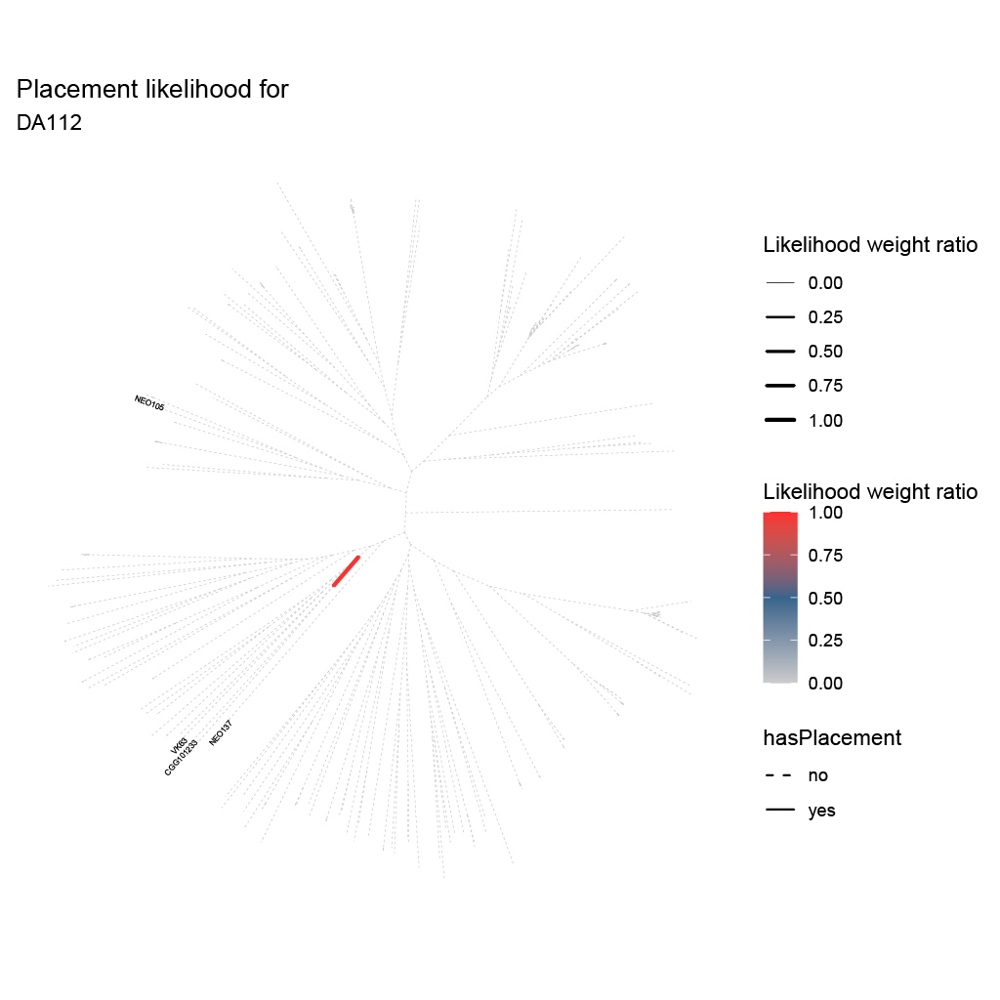 Placement likelihood for
DA112
NEO105
VK63
CGG101233
NEO137
Likelihood weight ratio
0.00
0.25
0.50
0.75
1.00
Likelihood weight ratio
1.00
0.75
0.50
0.25
0.00
hasPlacement
no
yes